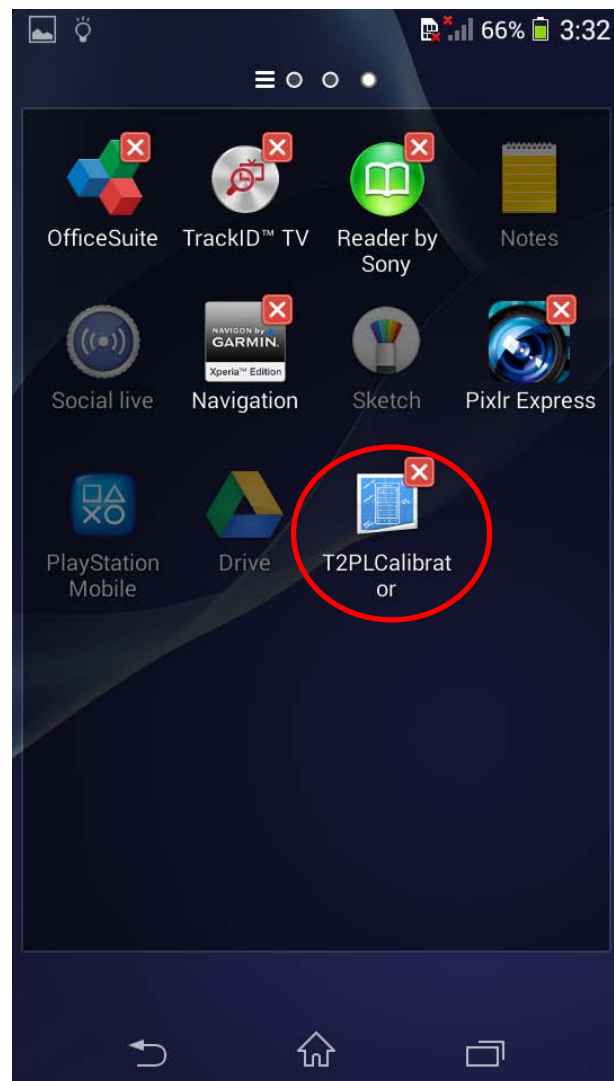 66% 3:32
OfficeSuite TrackID™ TV Reader by Sony Notes
NAVIGON by
GARMIN.
Xperia™ Edition
Social live Navigation Sketch Pixlr Express
PlayStation Mobile Drive T2PLCalibrat
or